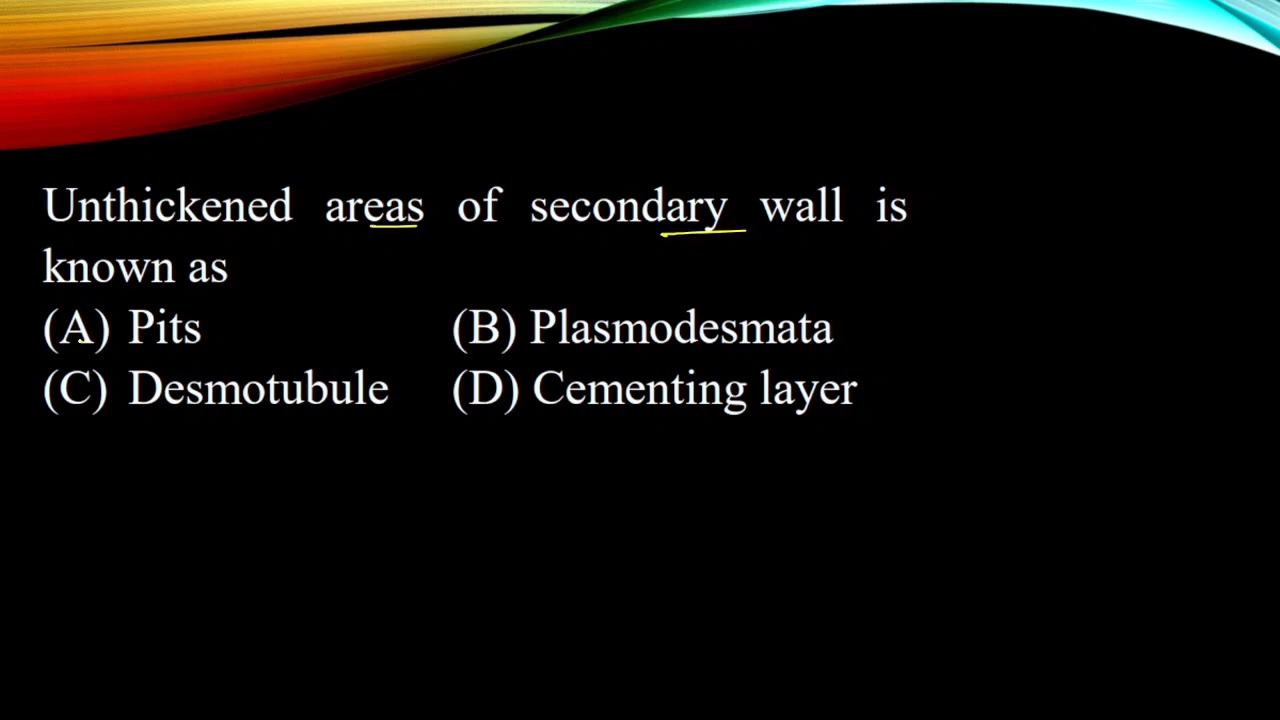 Unthickened areas of secondary wall is
known as
(A) Pits (B) Plasmodesmata
(C) Desmotubule (D) Cementing layer